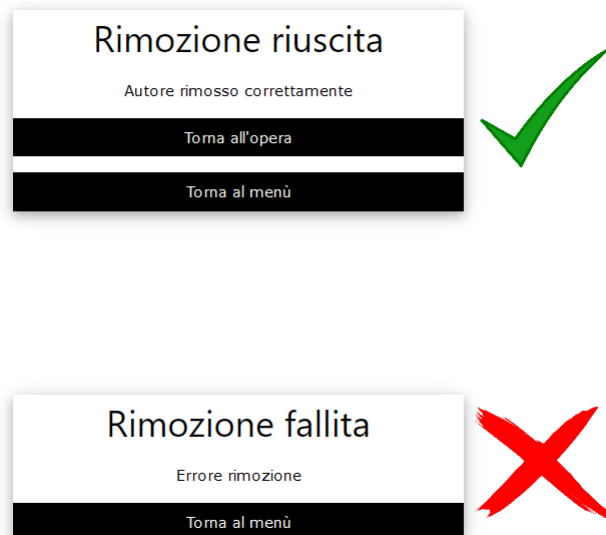 Rimozione riuscita
Autore rimosso correttamente
Torna all'opera
Torna al menù
Rimozione fallita
Errore rimozione
Torna al menù